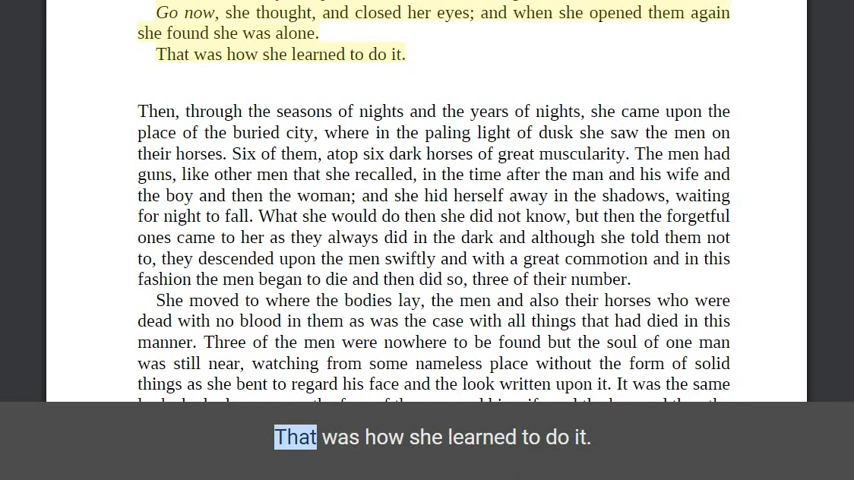 Go now, she thought, and closed her eyes; and when she opened them again
she found she was alone.
That was how she learned to do it.
Then, through the seasons of nights and the years of nights, she came upon the
place of the buried city, where in the paling light of dusk she saw the men on
their horses. Six of them, atop six dark horses of great muscularity. The men had
guns, like other men that she recalled, in the time after the man and his wife and
the boy and then the woman; and she hid herself away in the shadows, waiting
for night to fall. What she would do then she did not know, but then the forgetful
ones came to her as they always did in the dark and although she told them not
to, they descended upon the men swiftly and with a great commotion and in this
fashion the men began to die and then did so, three of their number.
She moved to where the bodies lay, the men and also their horses who were
dead with no blood in them as was the case with all things that had died in this
manner. Three of the men were nowhere to be found but the soul of one man
was still near, watching from some nameless place without the form of solid
things as she bent to regard his face and the look written upon it. It was the same
That was how she learned to do it.